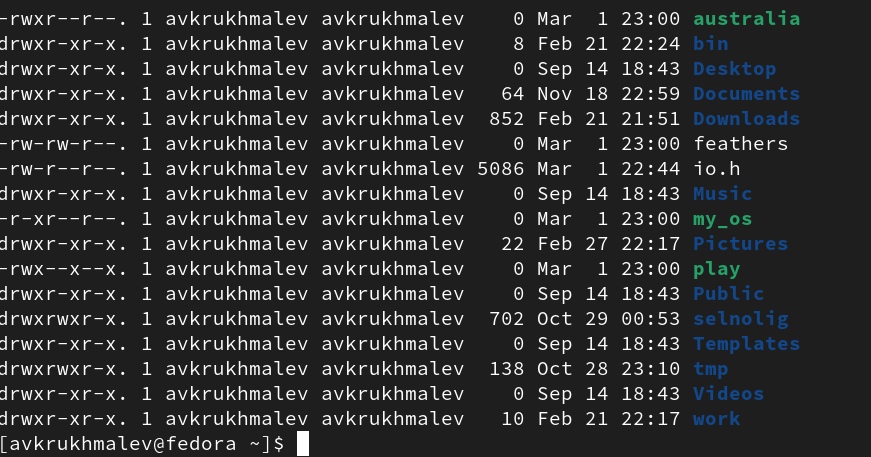 -rwxr--r--. 1 avkrukhmalev avkrukhmalev    0 Mar  1 23:00 australia
drwxr-xr-x. 1 avkrukhmalev avkrukhmalev    8 Feb 21 22:24 bin
drwxr-xr-x. 1 avkrukhmalev avkrukhmalev    0 Sep 14 18:43 Desktop
drwxr-xr-x. 1 avkrukhmalev avkrukhmalev   64 Nov 18 22:59 Documents
drwxr-xr-x. 1 avkrukhmalev avkrukhmalev  852 Feb 21 21:51 Downloads
-rw-rw-r--. 1 avkrukhmalev avkrukhmalev    0 Mar  1 23:00 feathers
-rw-r--r--. 1 avkrukhmalev avkrukhmalev 5086 Mar  1 22:44 io.h
drwxr-xr-x. 1 avkrukhmalev avkrukhmalev    0 Sep 14 18:43 Music
-r-xr--r--. 1 avkrukhmalev avkrukhmalev    0 Mar  1 23:00 my_os
drwxr-xr-x. 1 avkrukhmalev avkrukhmalev   22 Feb 27 22:17 Pictures
-rwx--x--x. 1 avkrukhmalev avkrukhmalev    0 Mar  1 23:00 play
drwxr-xr-x. 1 avkrukhmalev avkrukhmalev    0 Sep 14 18:43 Public
drwxrwxr-x. 1 avkrukhmalev avkrukhmalev  702 Oct 29 00:53 selnolig
drwxr-xr-x. 1 avkrukhmalev avkrukhmalev    0 Sep 14 18:43 Templates
drwxrwxr-x. 1 avkrukhmalev avkrukhmalev  138 Oct 28 23:10 tmp
drwxr-xr-x. 1 avkrukhmalev avkrukhmalev    0 Sep 14 18:43 Videos
drwxr-xr-x. 1 avkrukhmalev avkrukhmalev   10 Feb 21 22:17 work
[avkrukhmalev@fedora ~]$